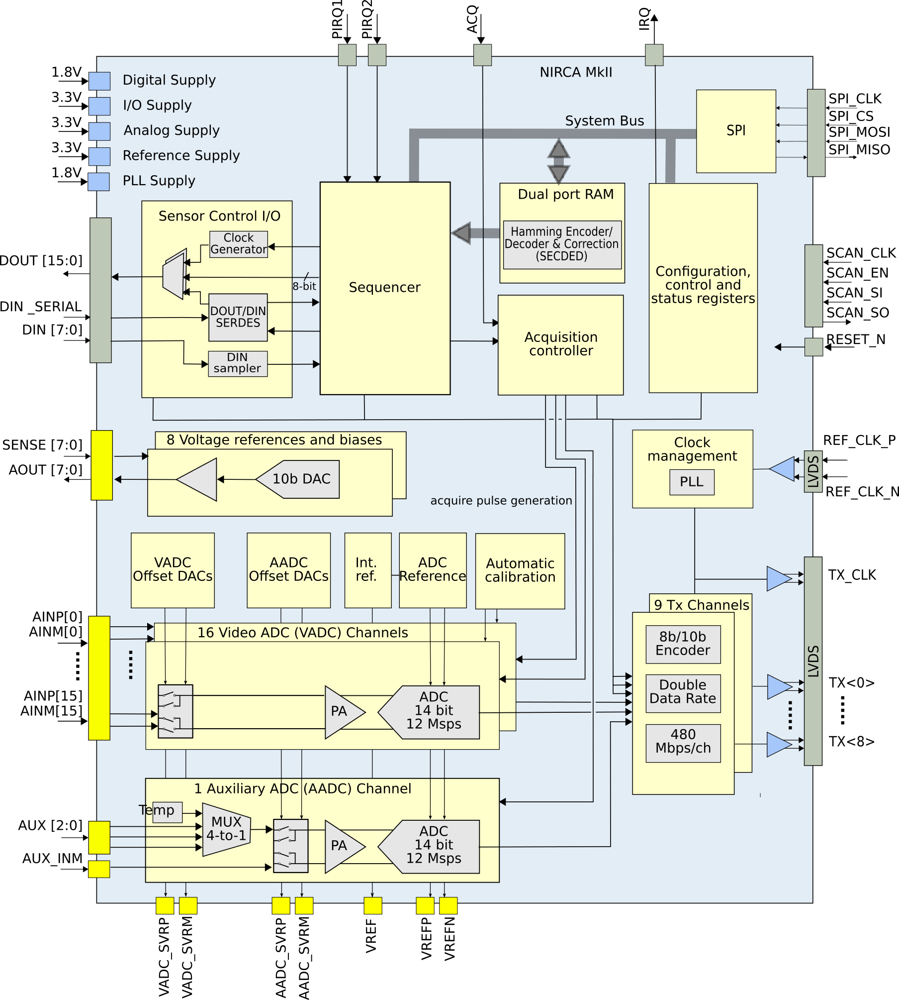 PIRQ1
PIRQ2
ACQ
IRQ
NIRCA MkII
1.8V
Digital Supply
3.3V
I/O Supply
3.3V
Analog Supply
3.3V
Reference Supply
1.8V
PLL Supply
System Bus
SPI
SPI_CLK
SPI_CS
SPI_MOSI
SPI_MISO
Sensor Control I/O
Clock
Generator
8-bit
DOUT/DIN
SERDES
DIN
sampler
DOUT [15:0]
DIN _SERIAL
DIN [7:0]
Sequencer
Dual port RAM
Hamming Encoder/
Decoder & Correction
(SECDED)
Acquisition
controller
Configuration,
control and
status registers
SCAN_CLK
SCAN_EN
SCAN_SI
SCAN_SO
RESET_N
SENSE [7:0]
AOUT [7:0]
8 Voltage references and biases
10b DAC
acquire pulse generation
Clock
management
PLL
LVDS
REF_CLK_P
REF_CLK_N
VADC
Offset DACs
AADC
Offset DACs
Int.
ref.
ADC
Reference
Automatic
calibration
TX_CLK
AINP[0]
AINM[0]
AINP[15]
AINM[15]
16 Video ADC (VADC) Channels
PA
ADC
14 bit
12 Msps
9 Tx Channels
8b/10b
Encoder
Double
Data Rate
480
Mbps/ch
LVDS
TX<0>
TX<8>
1 Auxiliary ADC (AADC) Channel
Temp
MUX
4-to-1
PA
ADC
14 bit
12 Msps
AUX [2:0]
AUX_INM
VADC_SVRP
VADC_SVRM
AADC_SVRP
AADC_SVRM
VREF
VREFP
VREFN